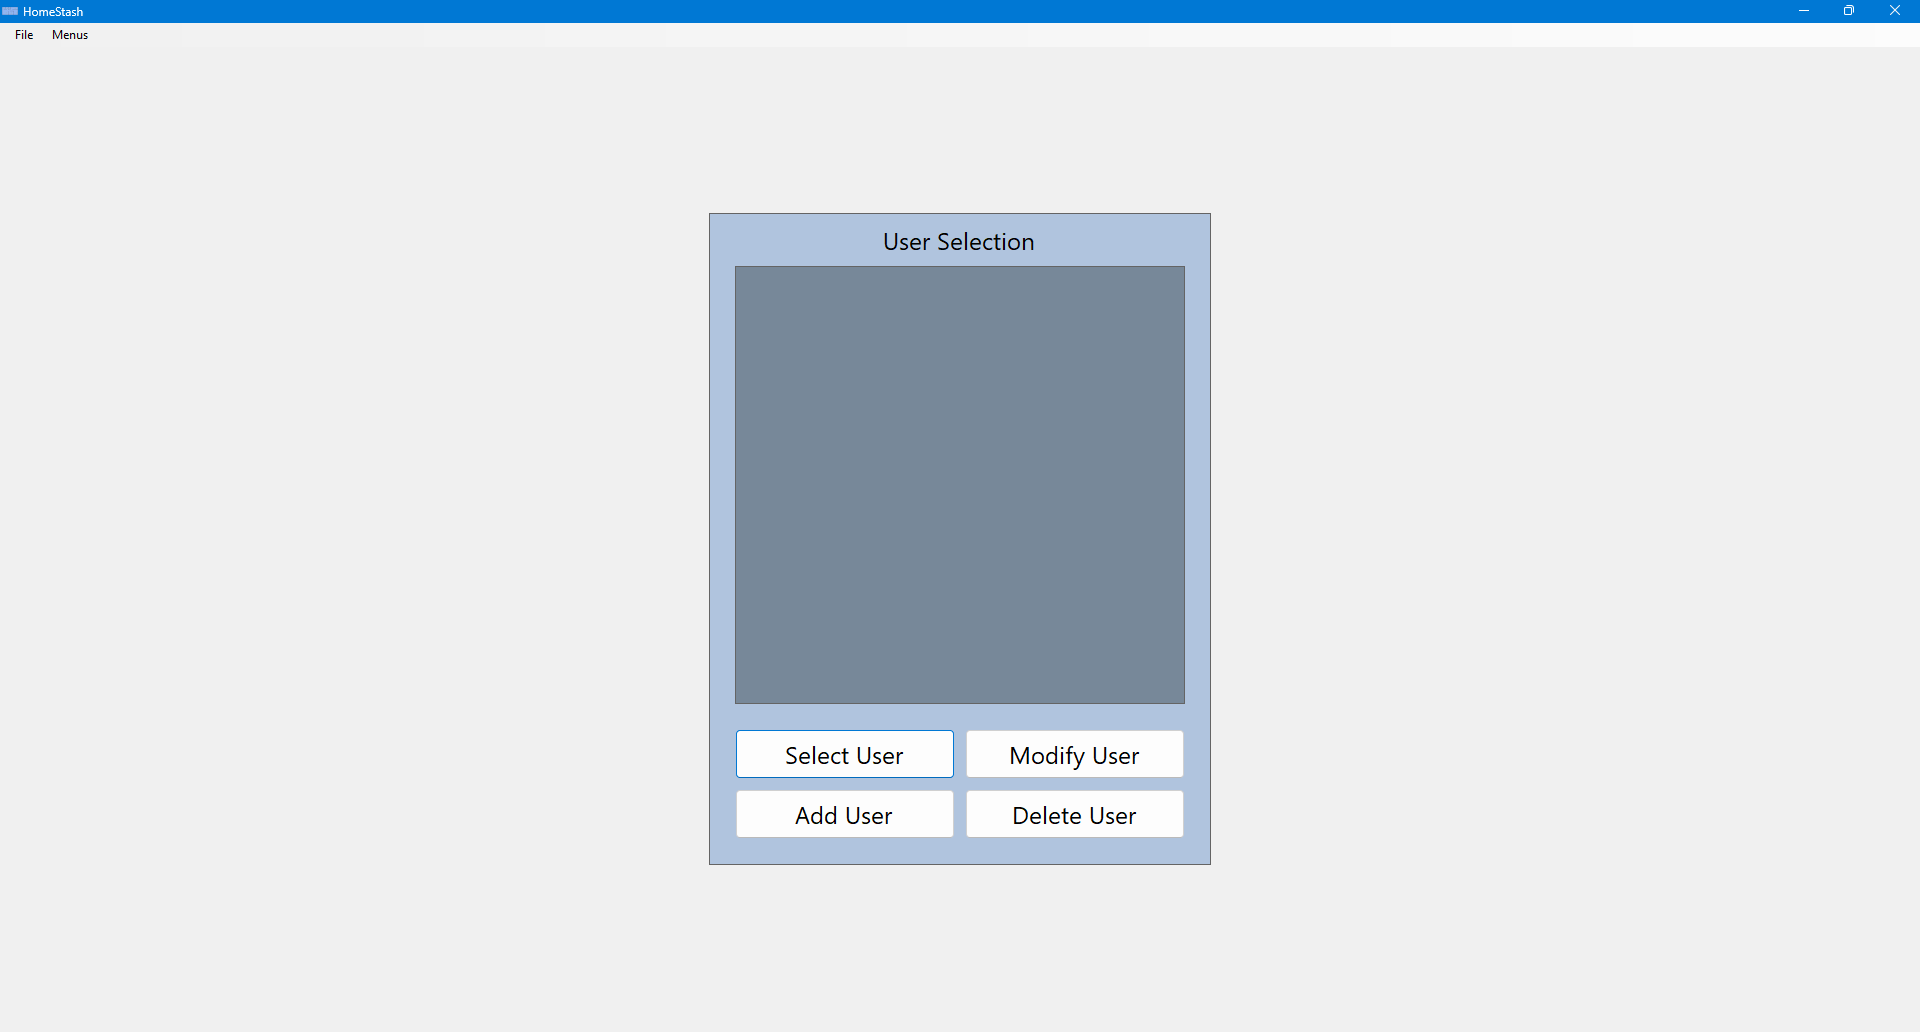 HomeStash
File Menus
User Selection
Select User Modify User
Add User Delete User